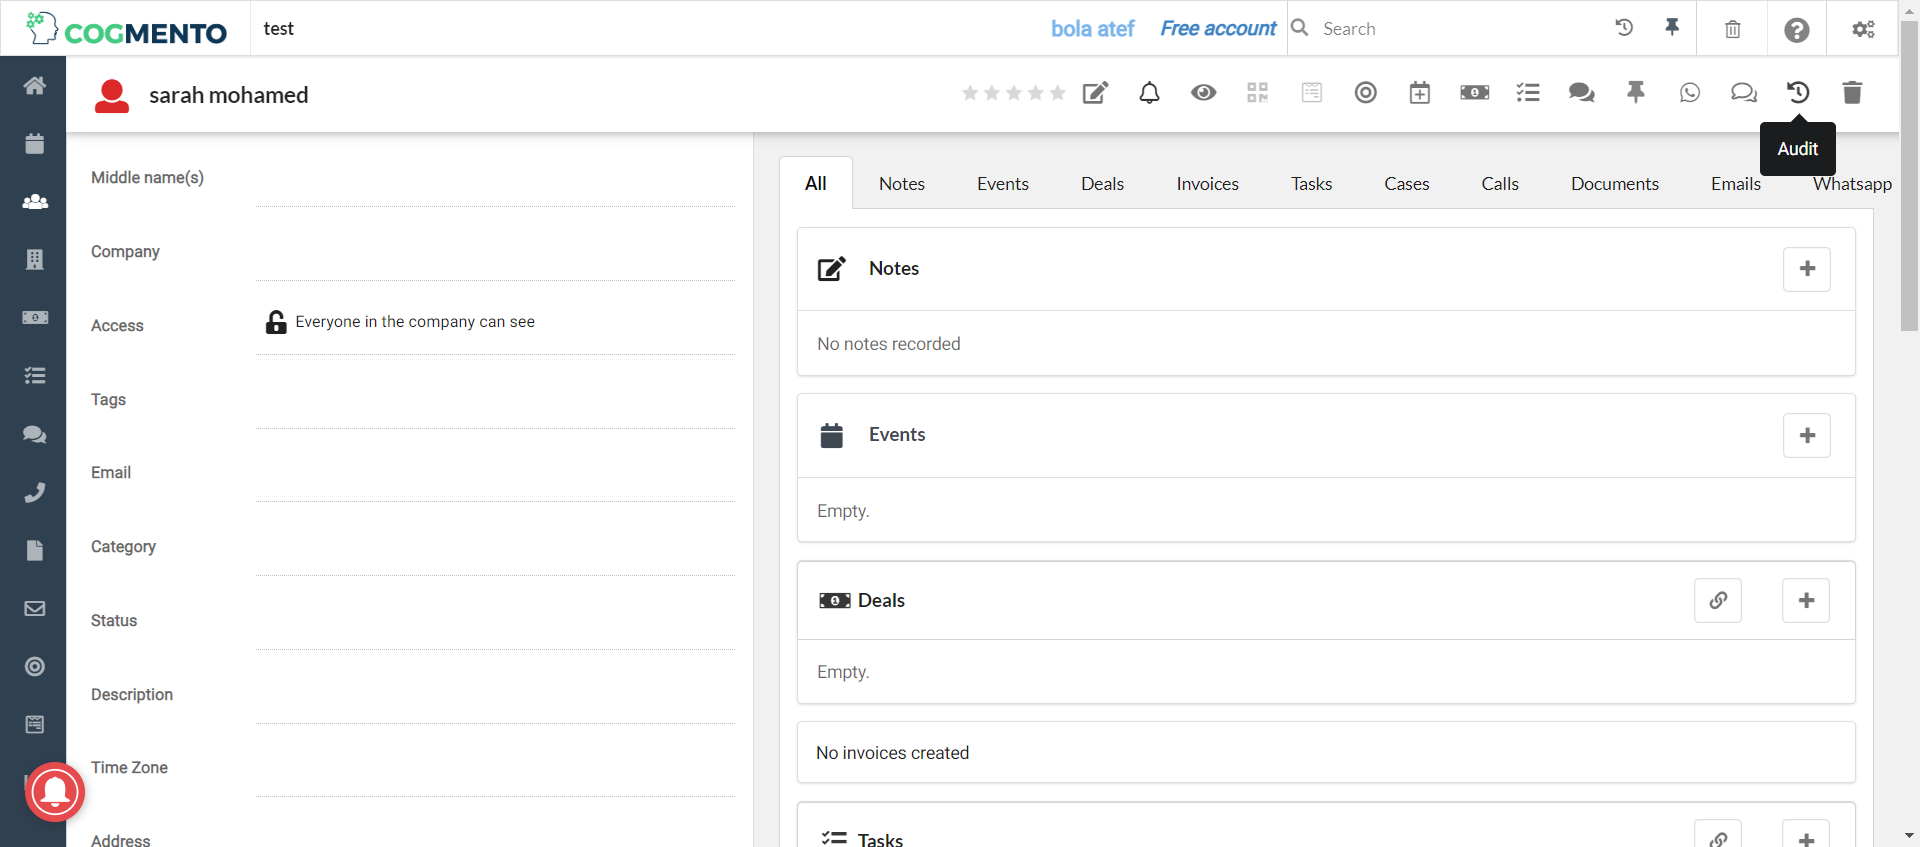 COGMENTO
test
bola atef
Free account
Search
sarah mohamed
Audit
Middle name(s)
Company
Access
Everyone in the company can see
Tags
Email
Category
Status
Description
Time Zone
Address
All
Notes
Events
Deals
Invoices
Tasks
Cases
Calls
Documents
Emails
Whatsapp
Notes
No notes recorded
Events
Empty.
Deals
Empty.
No invoices created
Tasks